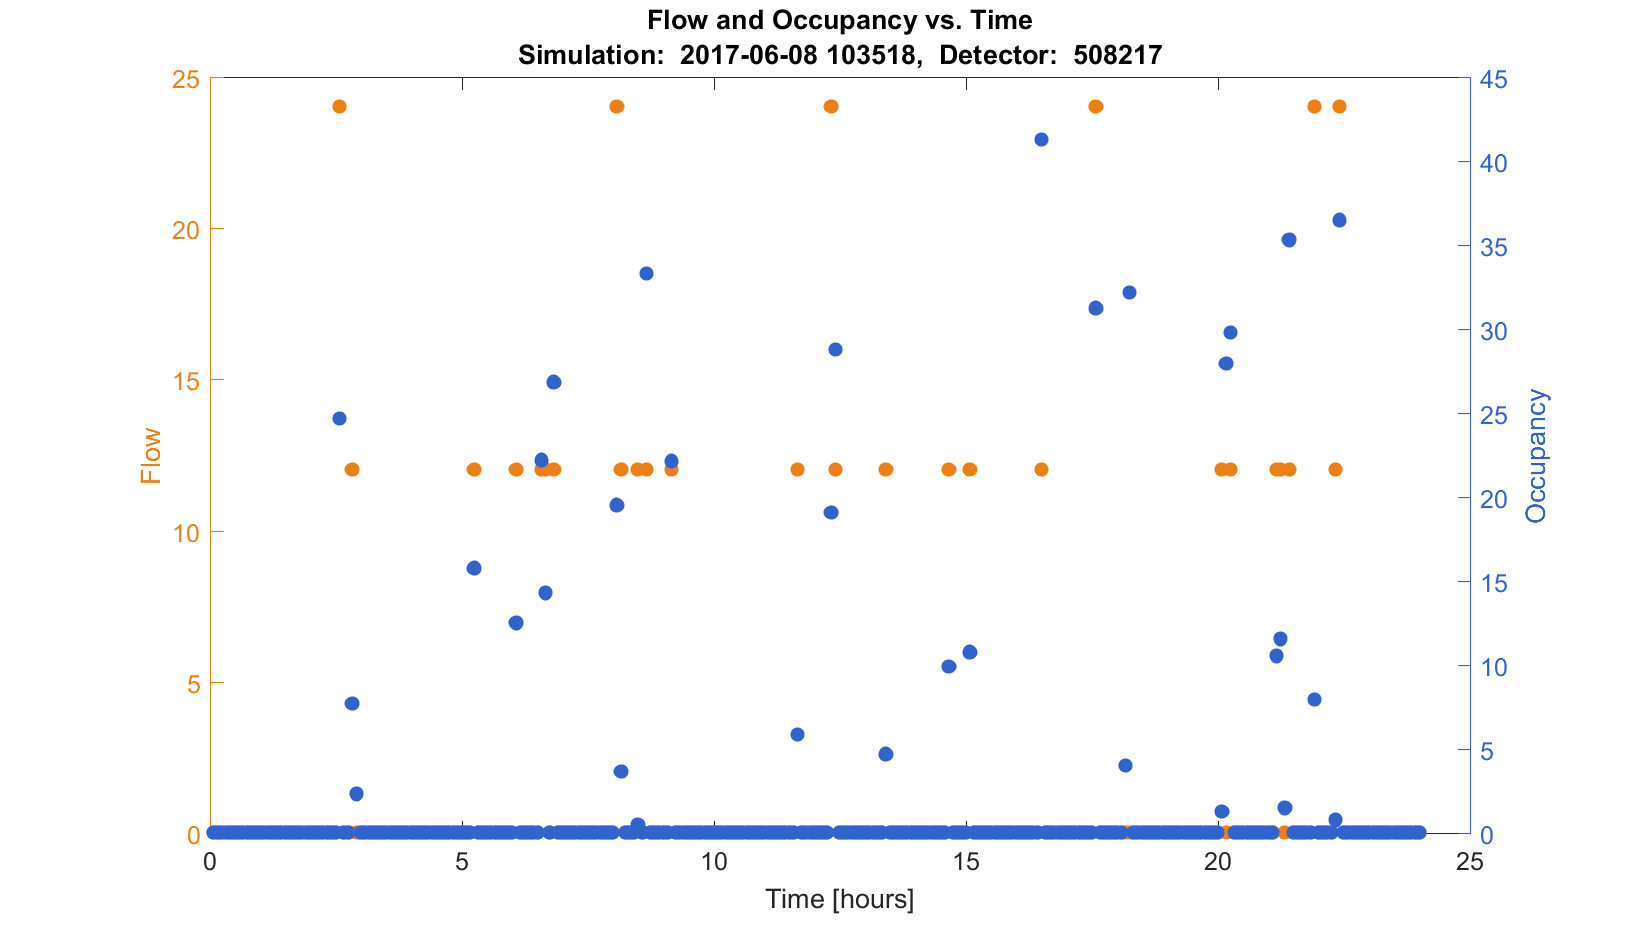 Flow and Occupancy vs. Time
Simulation:  2017-06-08 103518,  Detector:  508217
25
20
15
10
5
0
Flow
45
40
35
30
25
20
15
10
5
0
Occupancy
0 5 10 15 20 25
Time [hours]